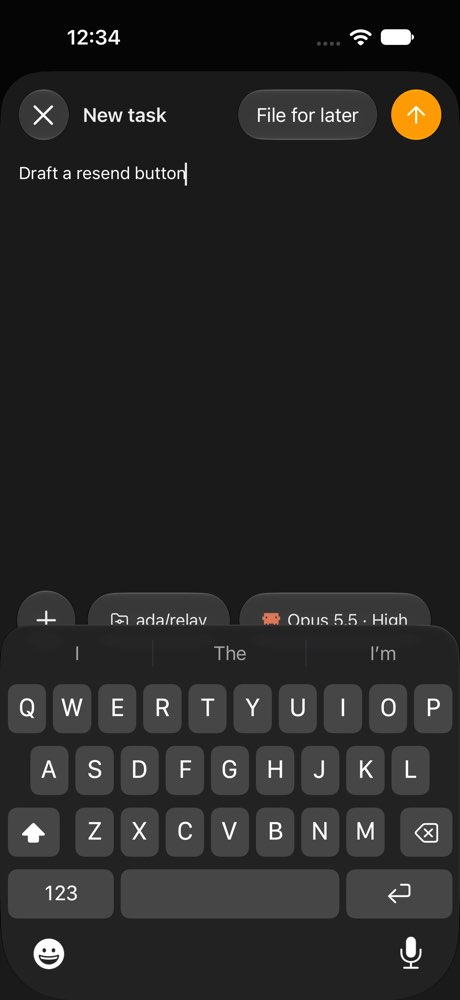 12:34
New task
File for later
Draft a resend button
ada/relay
Opus 5.5 · High
I
The
I’m
Q W E R T Y U I O P
A S D F G H J K L
Z X C V B N M
123